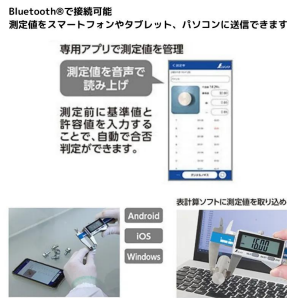 Bluetooth®で接続可能
測定値をスマートフォンやタブレット、パソコンに送信できます
専用アプリで測定値を管理
測定値を音声で
読み上げ
測定前に基準値と
許容値を入力する
ことで、自動で合否
判定ができます。
Android
iOS
Windows
表計算ソフトに測定値を取り込め